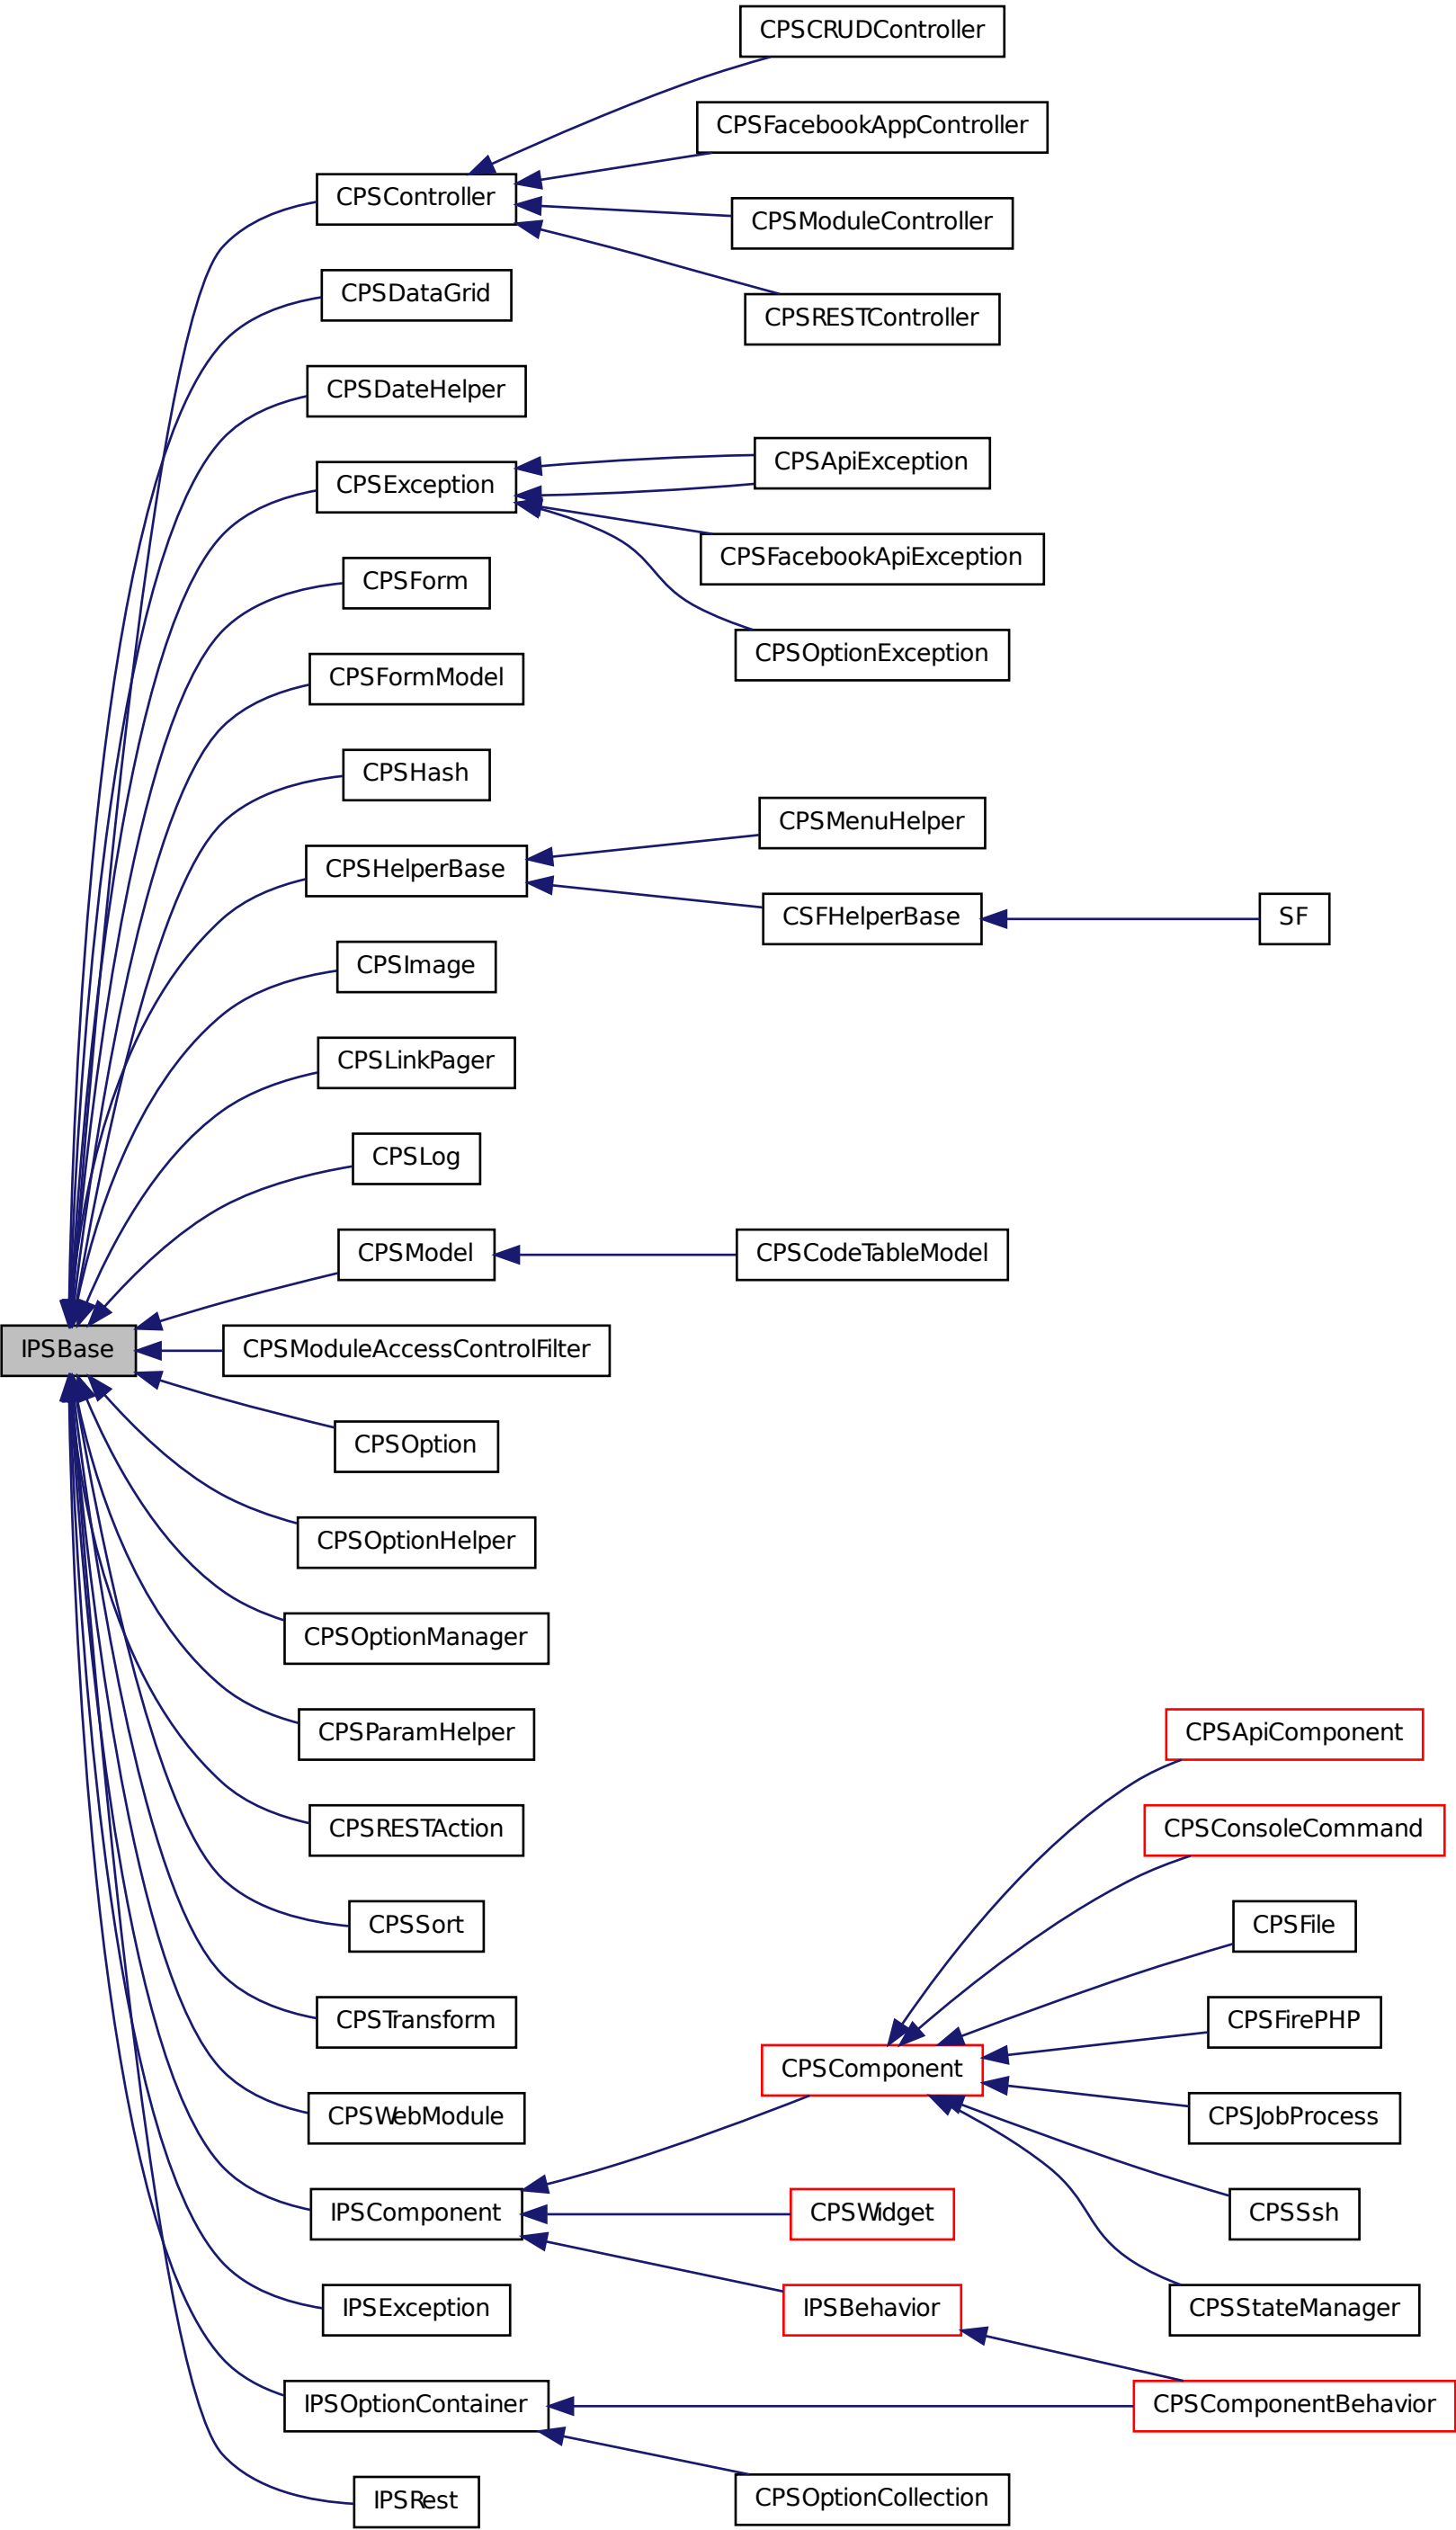 CPSCRUDController
CPSFacebookAppController
CPSController
CPSModuleController
CPSDataGrid
CPSRESTController
CPSDateHelper
CPSApiException
CPSException
CPSFacebookApiException
CPSForm
CPSOptionException
CPSFormModel
CPSHash
CPSMenuHelper
CPSHelperBase
CSFHelperBase
SF
CPSImage
CPSLinkPager
CPSLog
CPSModel
CPSCodeTableModel
IPSBase
CPSModuleAccessControlFilter
CPSOption
CPSOptionHelper
CPSOptionManager
CPSParamHelper
CPSApiComponent
CPSRESTAction
CPSConsoleCommand
CPSSort
CPSFile
CPSTransform
CPSFirePHP
CPSComponent
CPSWebModule
CPSJobProcess
IPSComponent
CPSWidget
CPSSsh
IPSException
IPSBehavior
CPSStateManager
IPSOptionContainer
CPSComponentBehavior
IPSRest
CPSOptionCollection